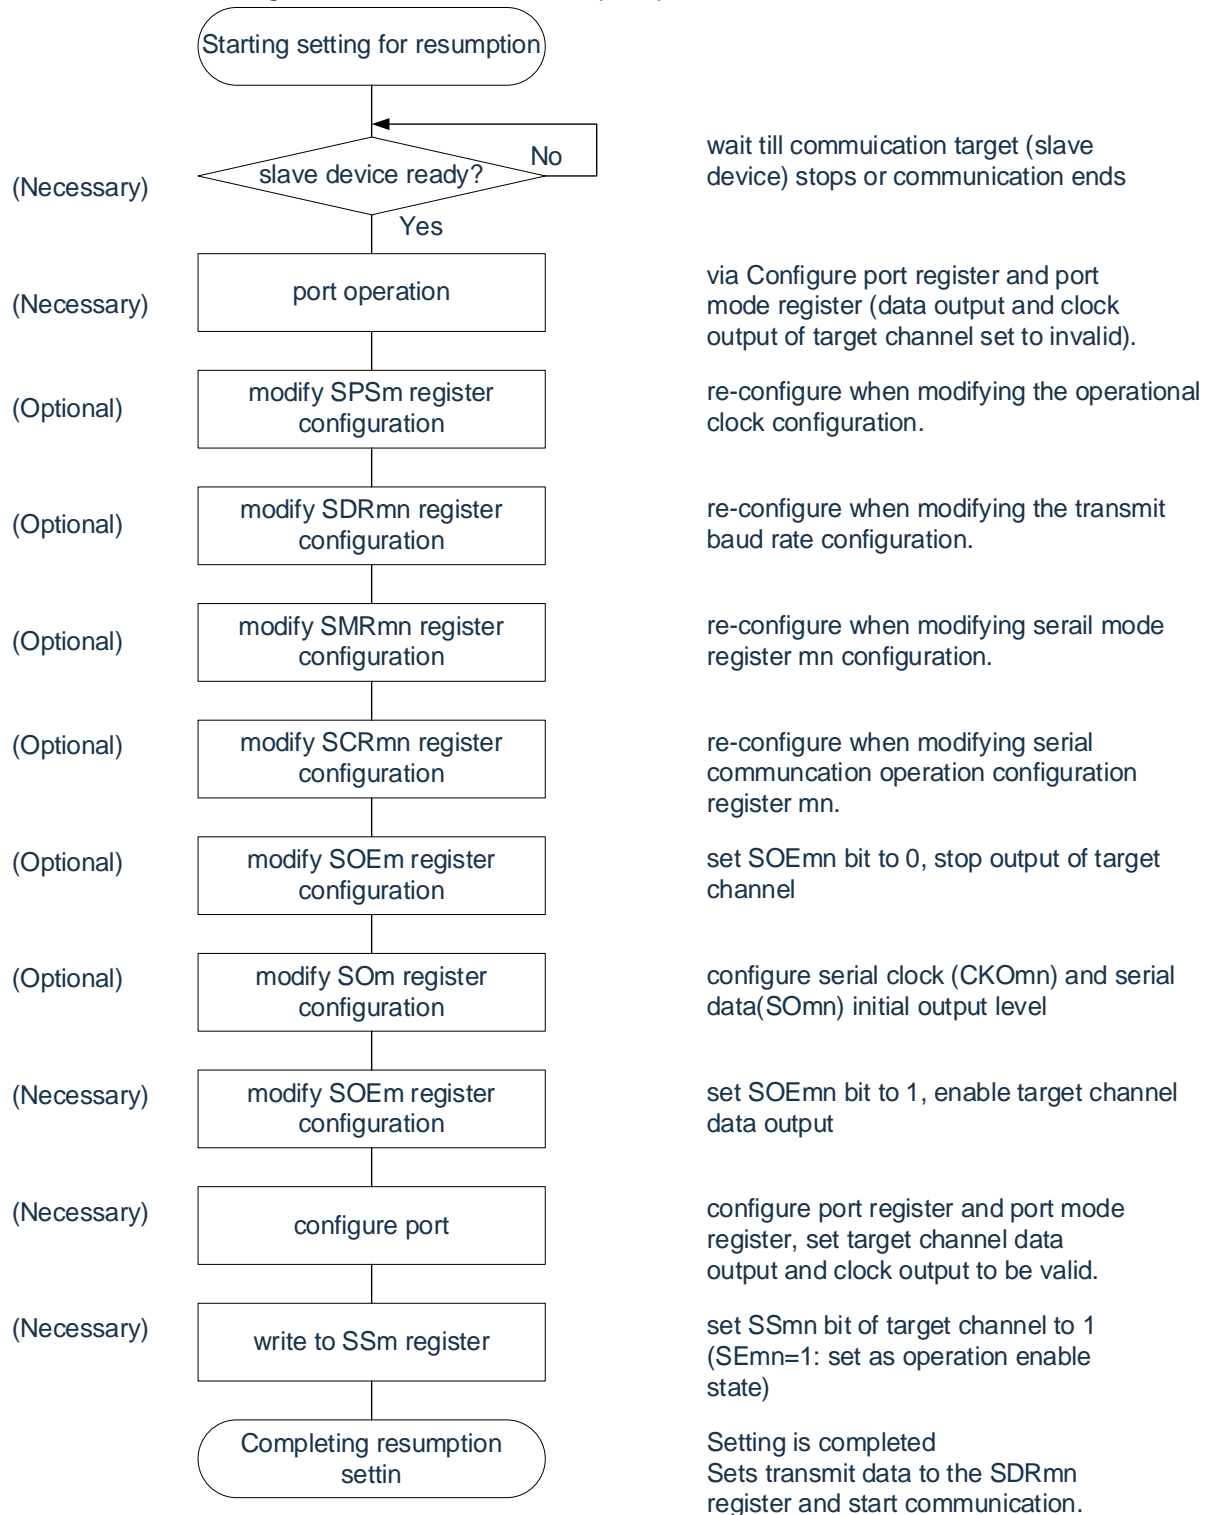 Starting setting for resumption
(Necessary)
slave device ready?
No
Yes
wait till commuication target (slave
device) stops or communication ends
(Necessary)
port operation
via Configure port register and port
mode register (data output and clock
output of target channel set to invalid).
(Optional)
modify SPSm register
configuration
re-configure when modifying the operational
clock configuration.
(Optional)
modify SDRmn register
configuration
re-configure when modifying the transmit
baud rate configuration.
(Optional)
modify SMRmn register
configuration
re-configure when modifying serail mode
register mn configuration.
(Optional)
modify SCRmn register
configuration
re-configure when modifying serial
communcation operation configuration
register mn.
(Optional)
modify SOEm register
configuration
set SOEmn bit to 0, stop output of target
channel
(Optional)
modify SOm register
configuration
configure serial clock (CKOmn) and serial
data(SOmn) initial output level
(Necessary)
modify SOEm register
configuration
set SOEmn bit to 1, enable target channel
data output
(Necessary)
configure port
configure port register and port mode
register, set target channel data
output and clock output to be valid.
(Necessary)
write to SSm register
set SSmn bit of target channel to 1
(SEmn=1: set as operation enable
state)
Completing resumption
settin
Setting is completed
Sets transmit data to the SDRmn
register and start communication.